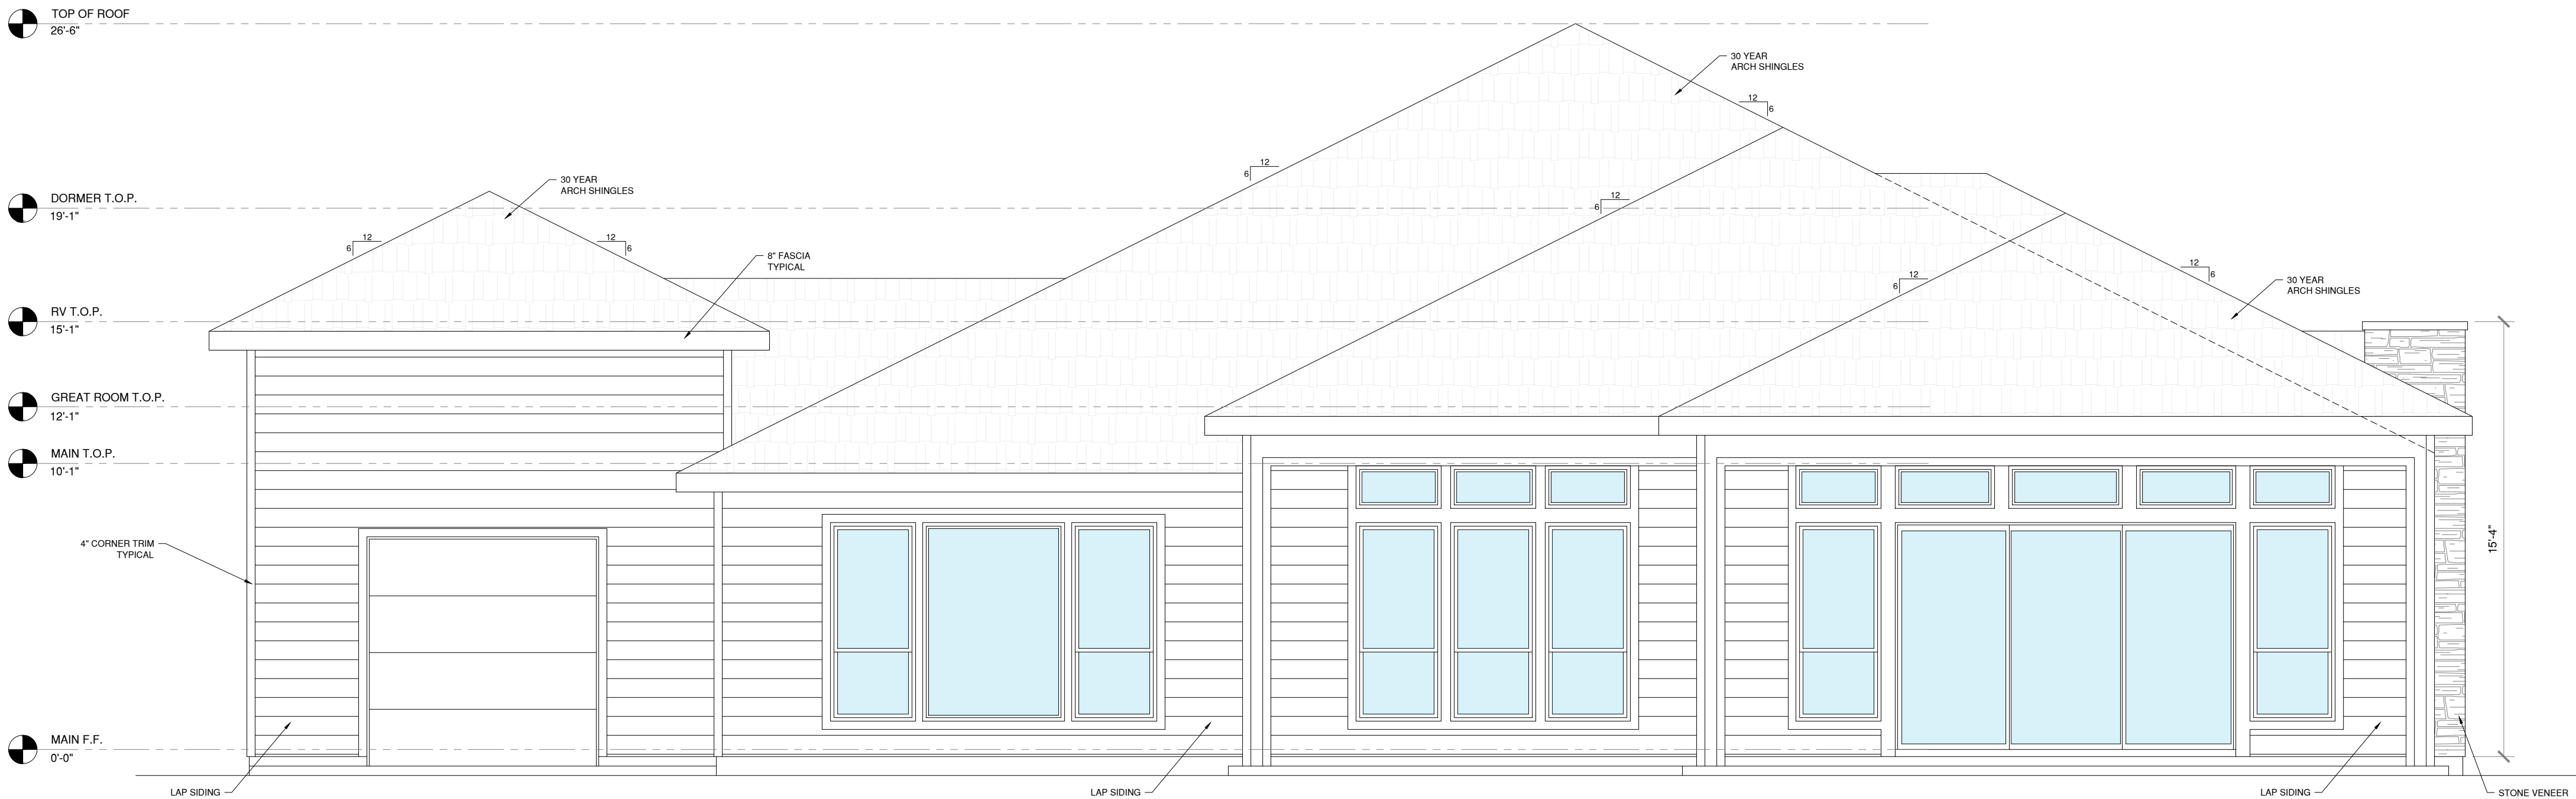 TOP OF ROOF
26'-6"
30 YEAR
ARCH SHINGLES
12
6
12
6
30 YEAR
ARCH SHINGLES
DORMER T.O.P.
19'-1"
12
6
12
6
12
6
8" FASCIA
TYPICAL
12
6
12
6
30 YEAR
ARCH SHINGLES
RV T.O.P.
15'-1"
GREAT ROOM T.O.P.
12'-1"
MAIN T.O.P.
10'-1"
4" CORNER TRIM
TYPICAL
15'-4"
MAIN F.F.
0'-0"
LAP SIDING
LAP SIDING
LAP SIDING
STONE VENEER